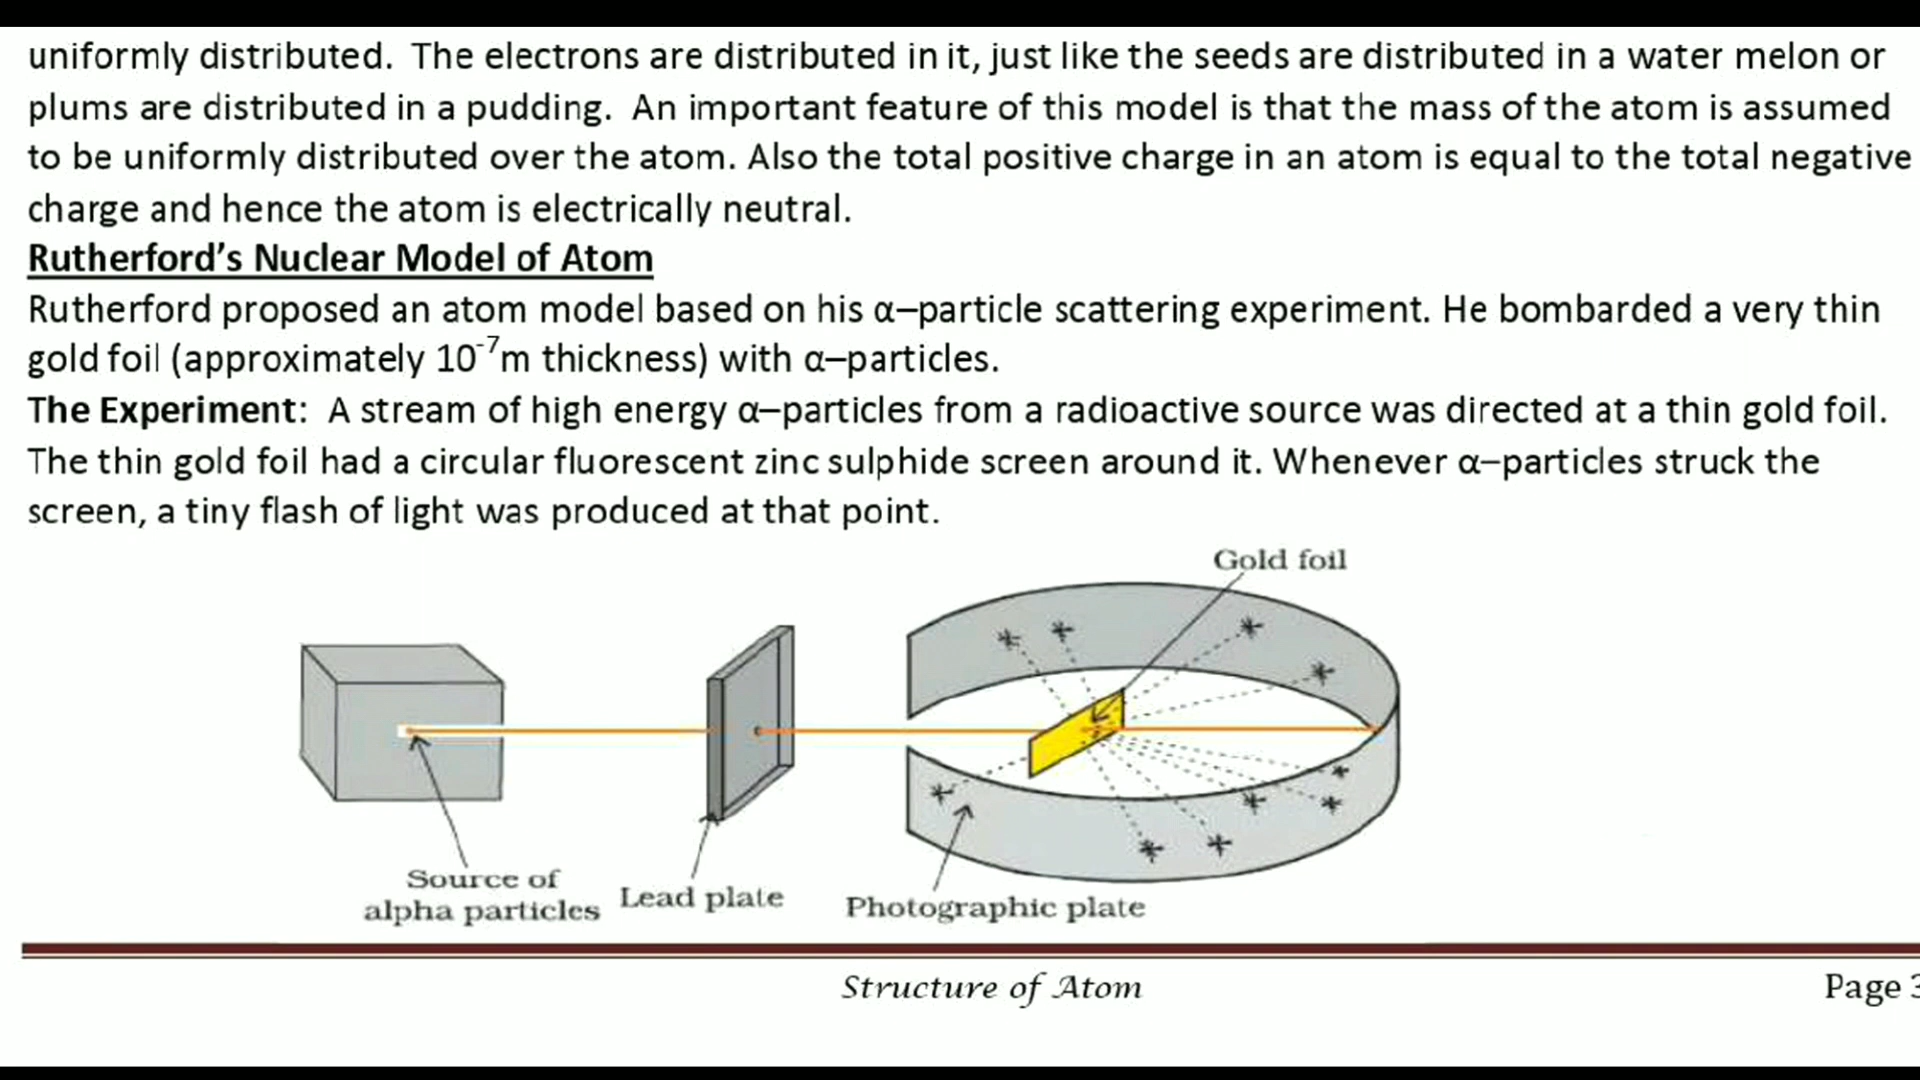 uniformly distributed. The electrons are distributed in it, just like the seeds are distributed in a water melon or
plums are distributed in a pudding. An important feature of this model is that the mass of the atom is assumed
to be uniformly distributed over the atom. Also the total positive charge in an atom is equal to the total negative
charge and hence the atom is electrically neutral.
Rutherford’s Nuclear Model of Atom
Rutherford proposed an atom model based on his α–particle scattering experiment. He bombarded a very thin
gold foil (approximately 10⁻⁷m thickness) with α–particles.
The Experiment: A stream of high energy α–particles from a radioactive source was directed at a thin gold foil.
The thin gold foil had a circular fluorescent zinc sulphide screen around it. Whenever α–particles struck the
screen, a tiny flash of light was produced at that point.
Gold foil
Source of
alpha particles
Lead plate
Photographic plate
Structure of Atom
Page 3